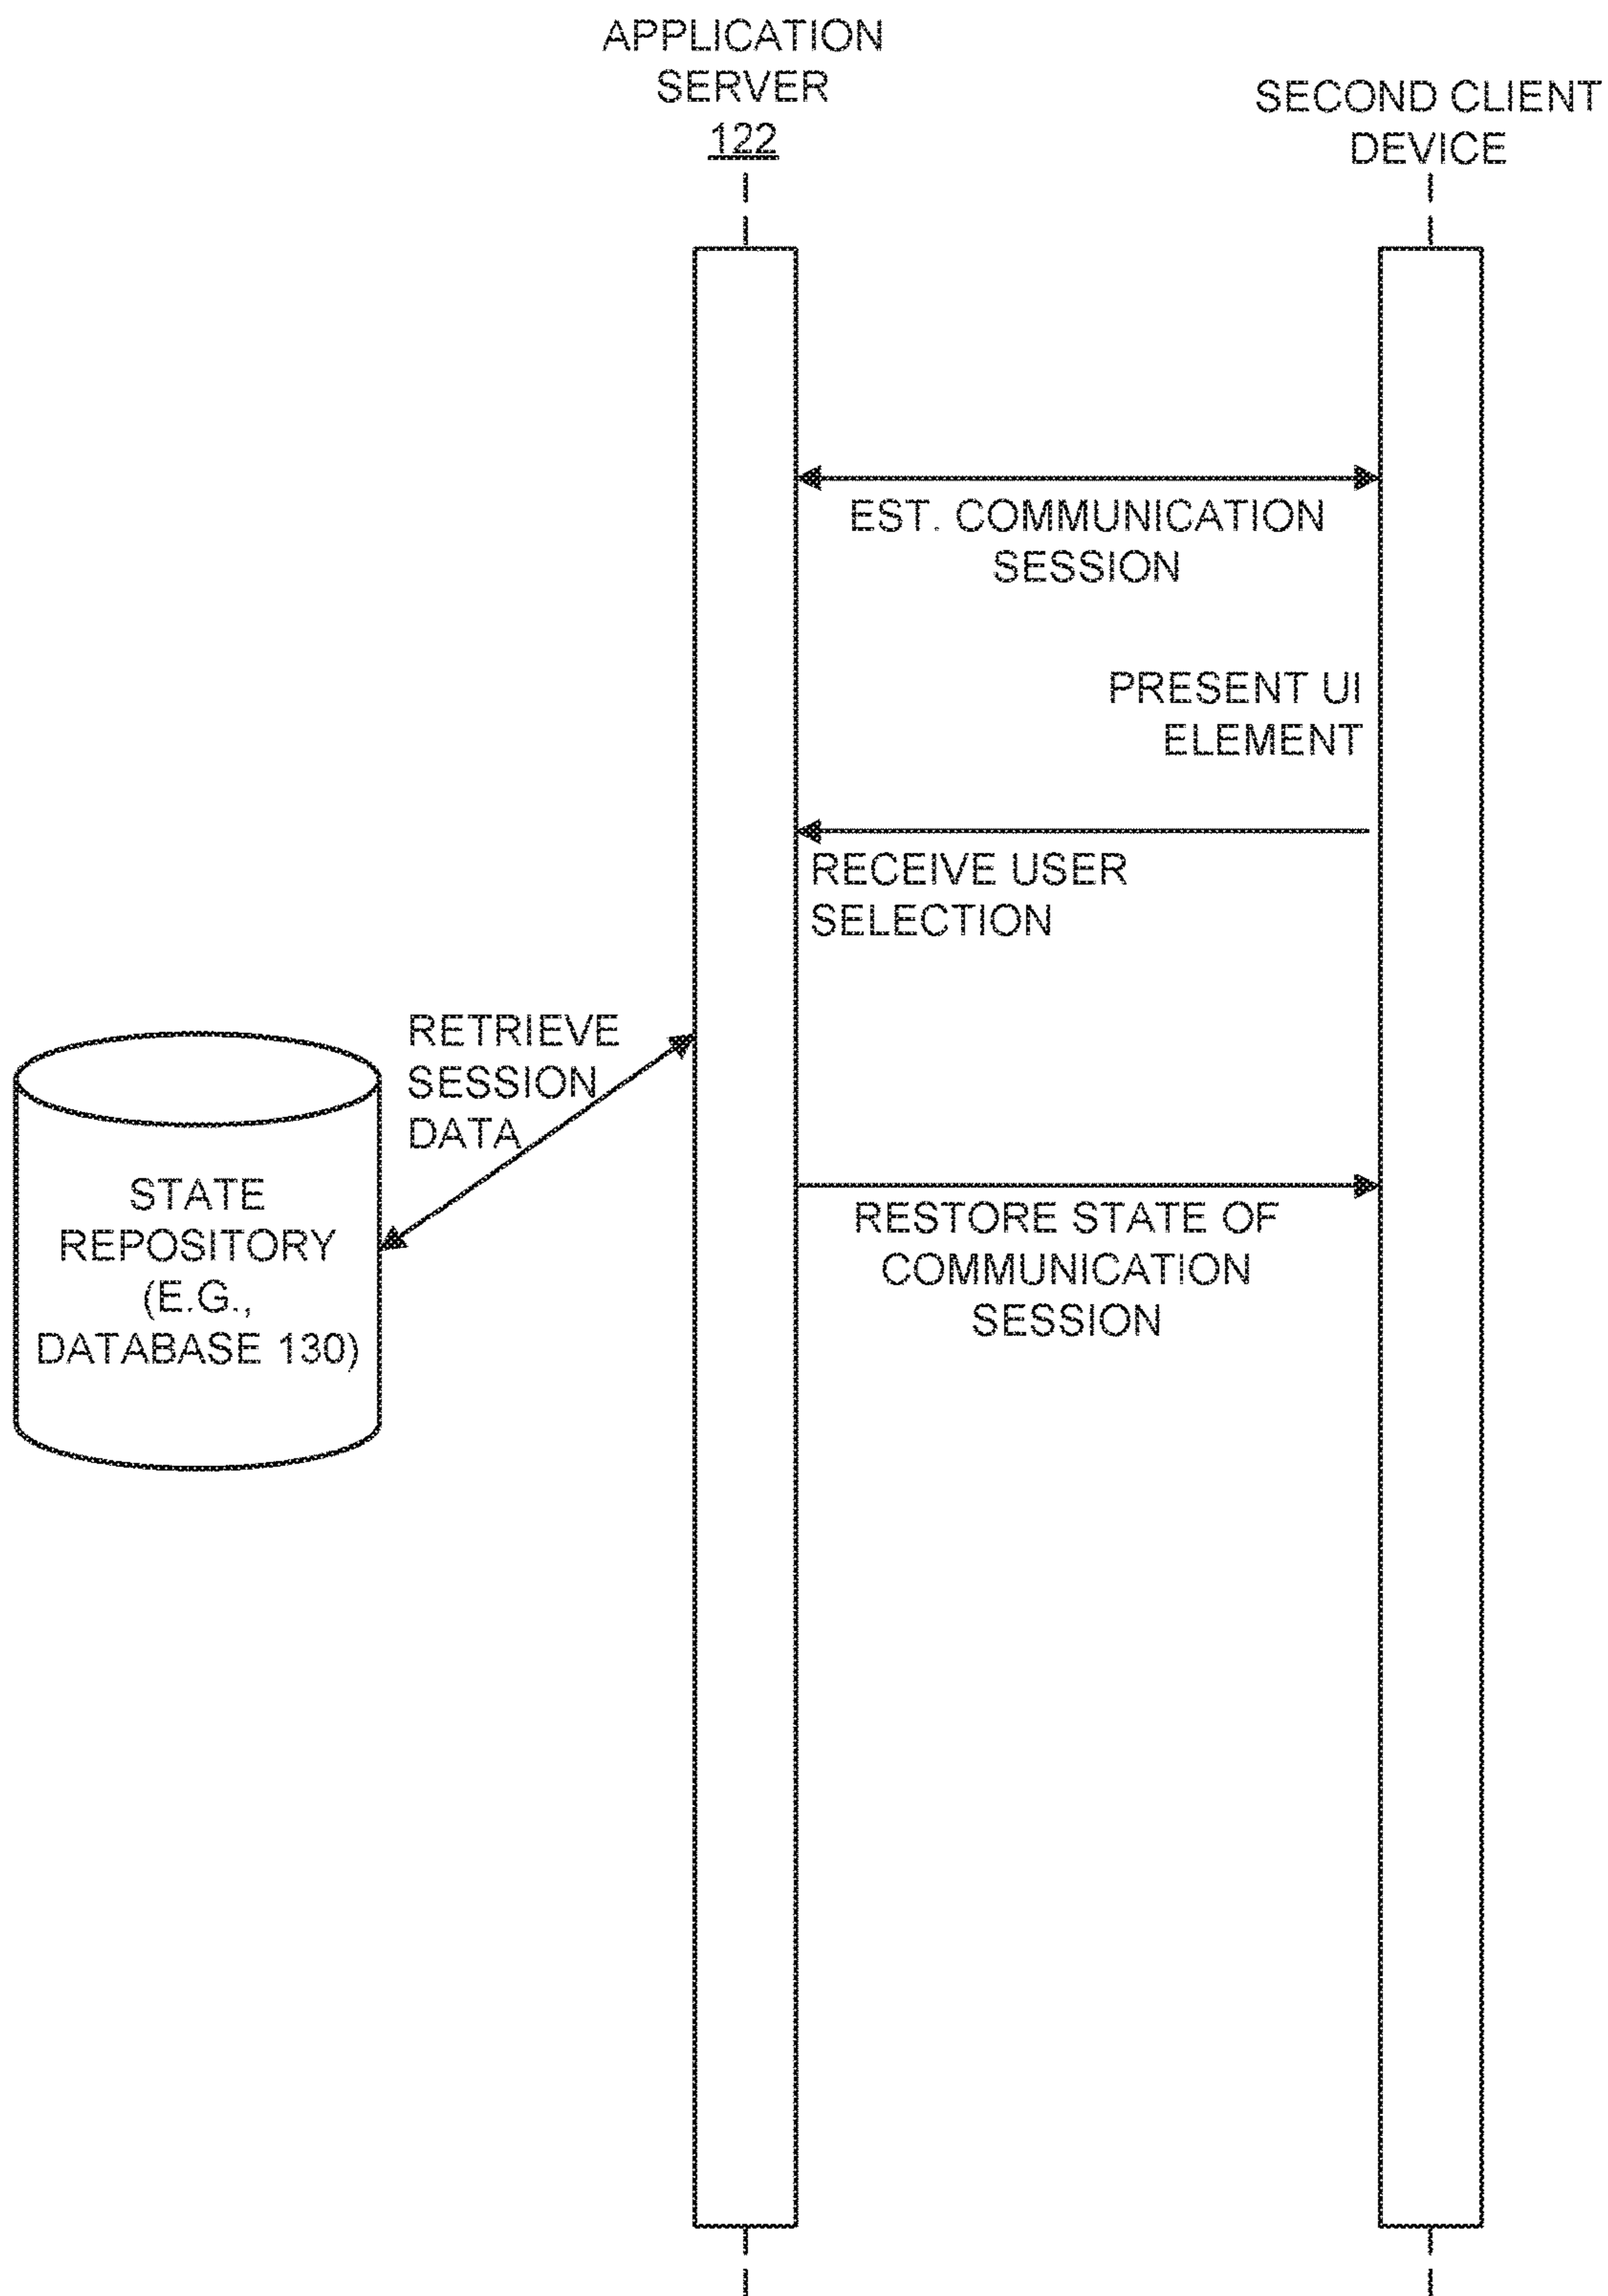 APPLICATION
SERVER
122
SECOND CLIENT
DEVICE
EST. COMMUNICATION
SESSION
PRESENT UI
ELEMENT
RECEIVE USER
SELECTION
RETRIEVE
SESSION
DATA
STATE
REPOSITORY
(E.G.,
DATABASE 130)
RESTORE STATE OF
COMMUNICATION
SESSION